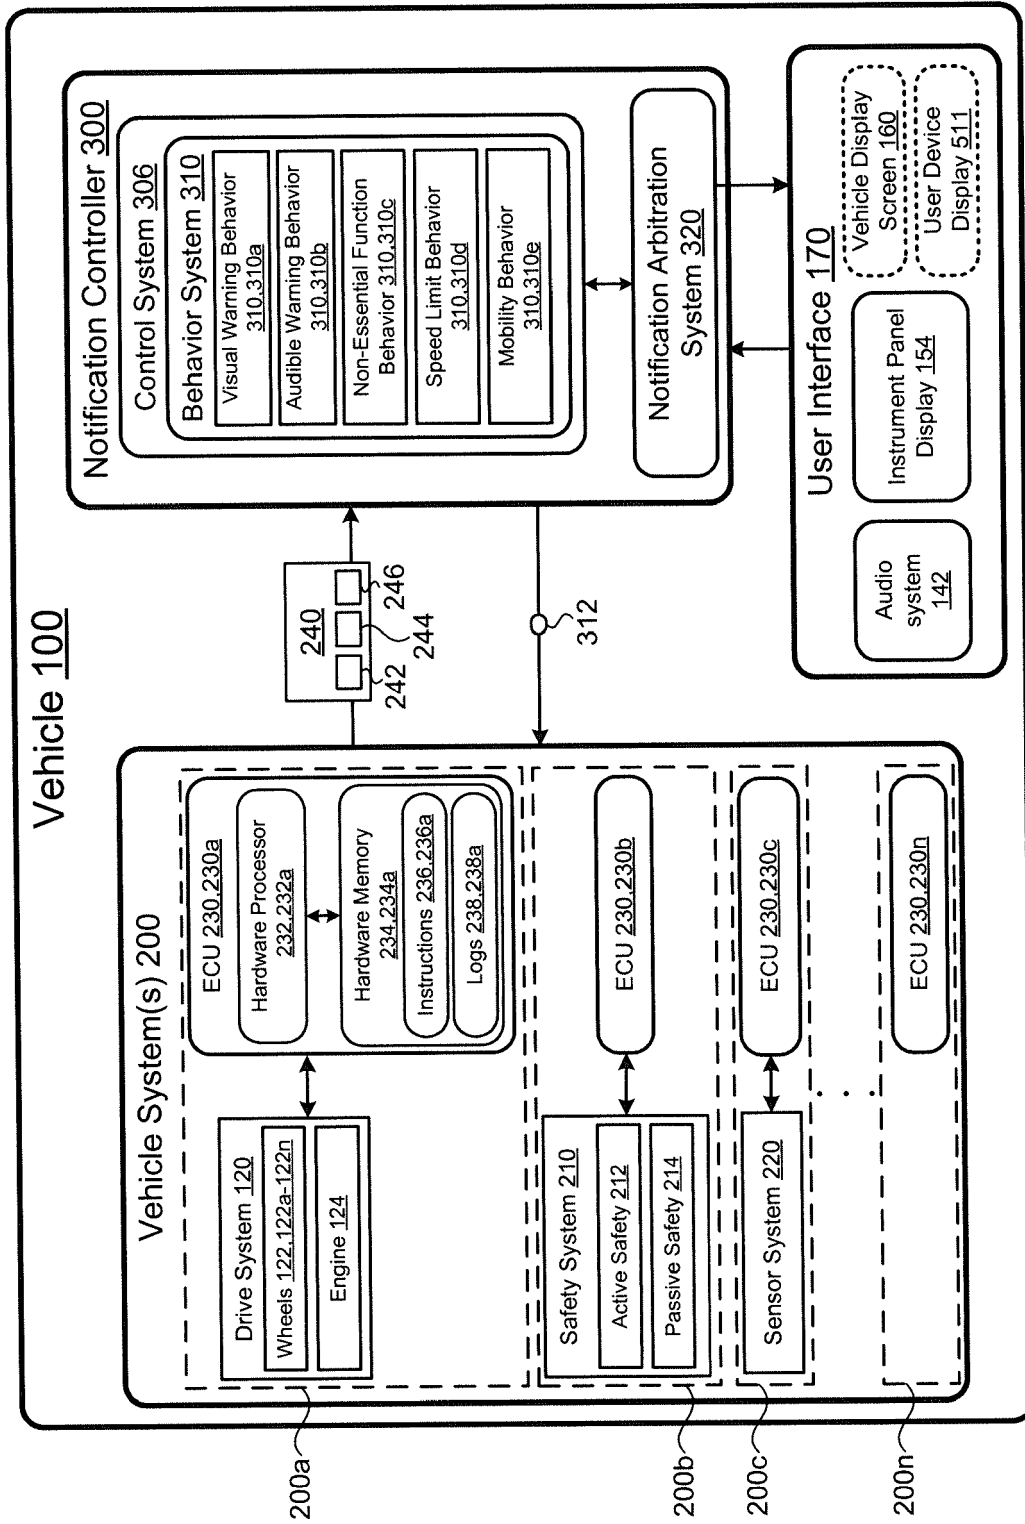 Vehicle 100
Vehicle System(s) 200
Drive System 120
Wheels 122,122a-122n
Engine 124
ECU 230,230a
Hardware Processor
232,232a
Hardware Memory
234,234a
Instructions 236,236a
Logs 238,238a
200a
Safety System 210
Active Safety 212
Passive Safety 214
ECU 230,230b
200b
Sensor System 220
ECU 230,230c
200c
. . .
ECU 230,230n
200n
240
242
244
246
312
Notification Controller 300
Control System 306
Behavior System 310
Visual Warning Behavior
310,310a
Audible Warning Behavior
310,310b
Non-Essential Function
Behavior 310,310c
Speed Limit Behavior
310,310d
Mobility Behavior
310,310e
Notification Arbitration
System 320
User Interface 170
Audio
system
142
Instrument Panel
Display 154
Vehicle Display
Screen 160
User Device
Display 511